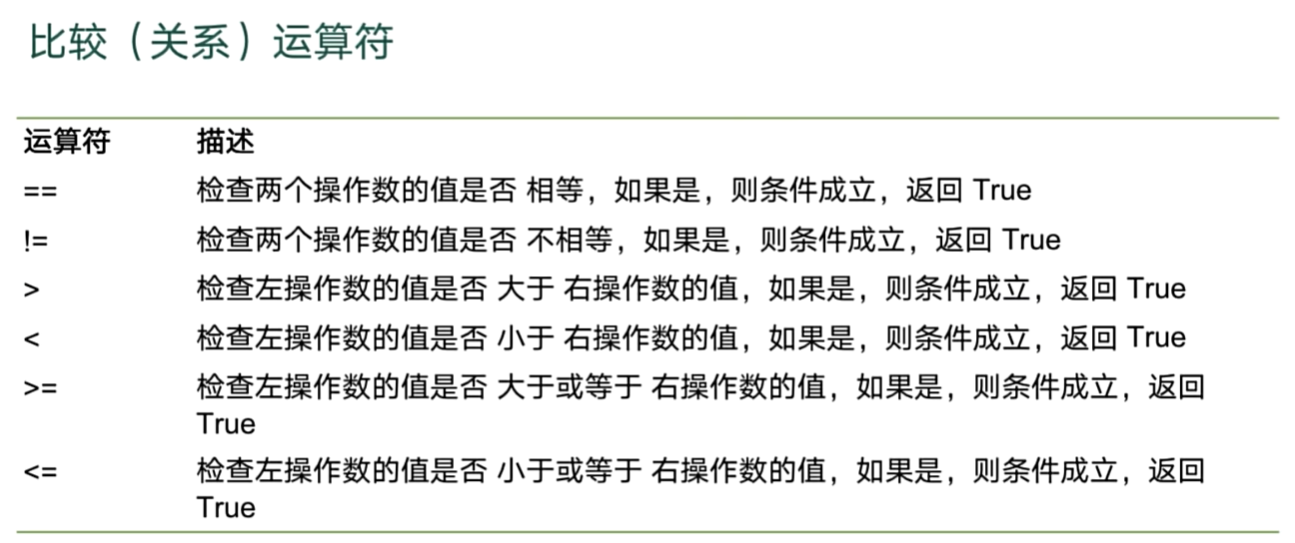 比较（关系）运算符
运算符 描述
== 检查两个操作数的值是否 相等，如果是，则条件成立，返回 True
!= 检查两个操作数的值是否 不相等，如果是，则条件成立，返回 True
> 检查左操作数的值是否 大于 右操作数的值，如果是，则条件成立，返回 True
< 检查左操作数的值是否 小于 右操作数的值，如果是，则条件成立，返回 True
>= 检查左操作数的值是否 大于或等于 右操作数的值，如果是，则条件成立，返回
True
<= 检查左操作数的值是否 小于或等于 右操作数的值，如果是，则条件成立，返回
True